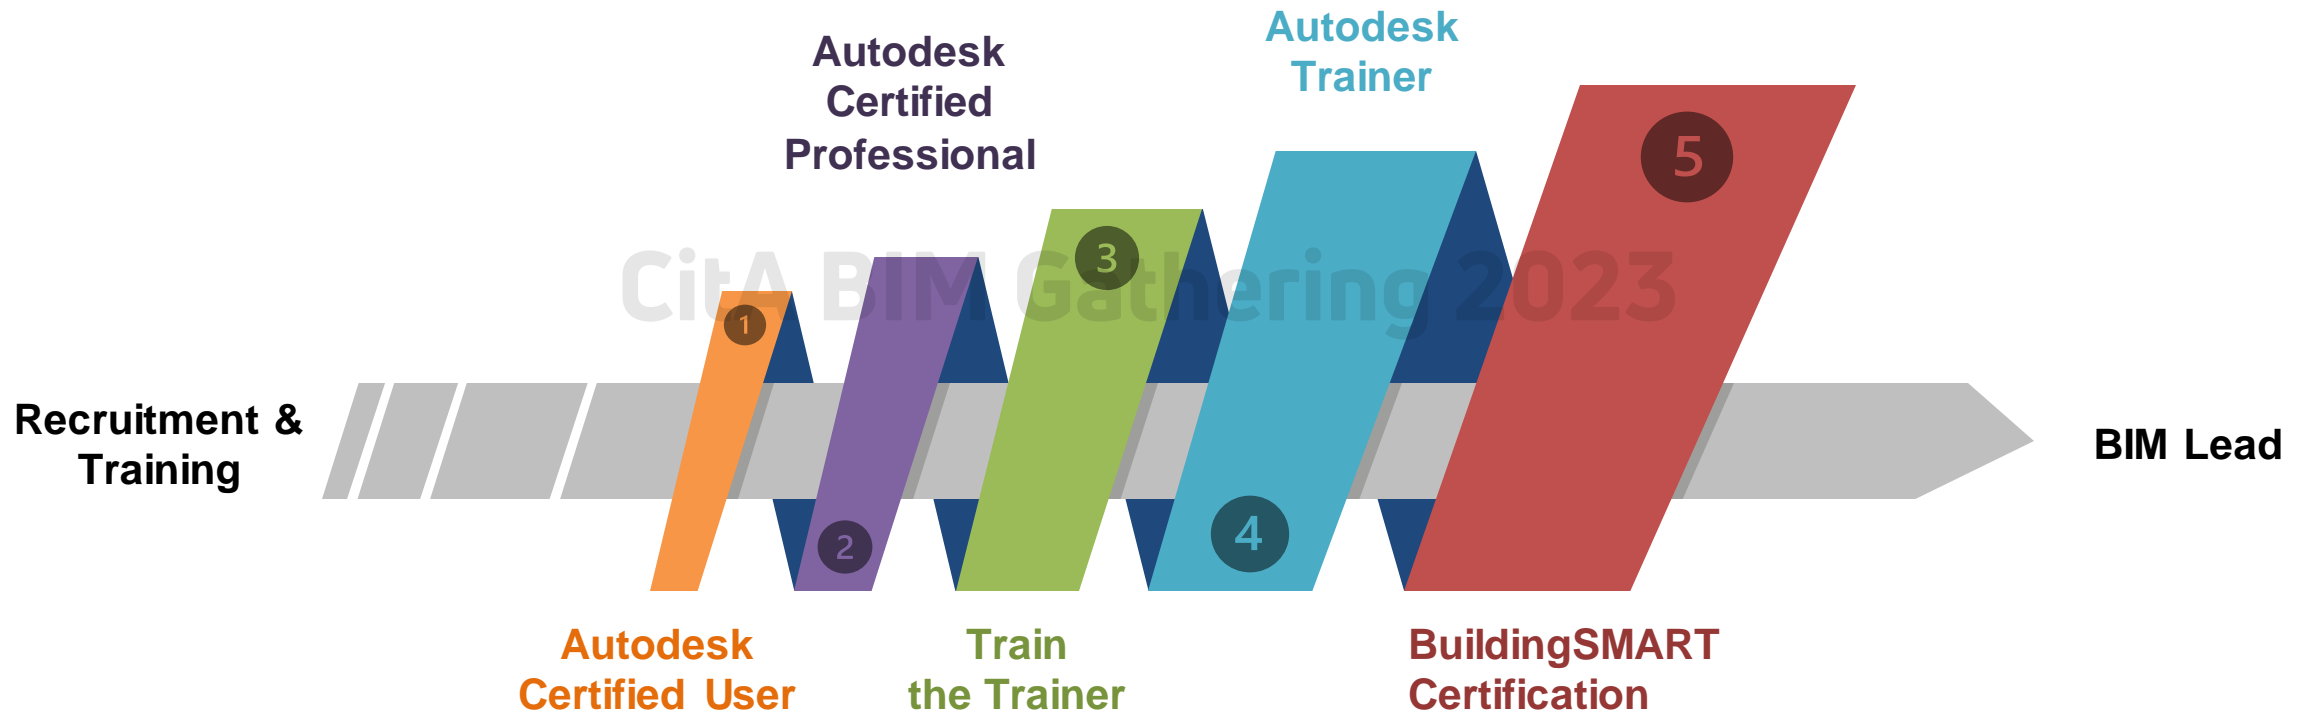 Recruitment &
Training
1
Autodesk
Certified User
Autodesk
Certified
Professional
2
3
Train
the Trainer
Autodesk
Trainer
4
5
BuildingSMART
Certification
BIM Lead
CitA BIM Gathering 2023